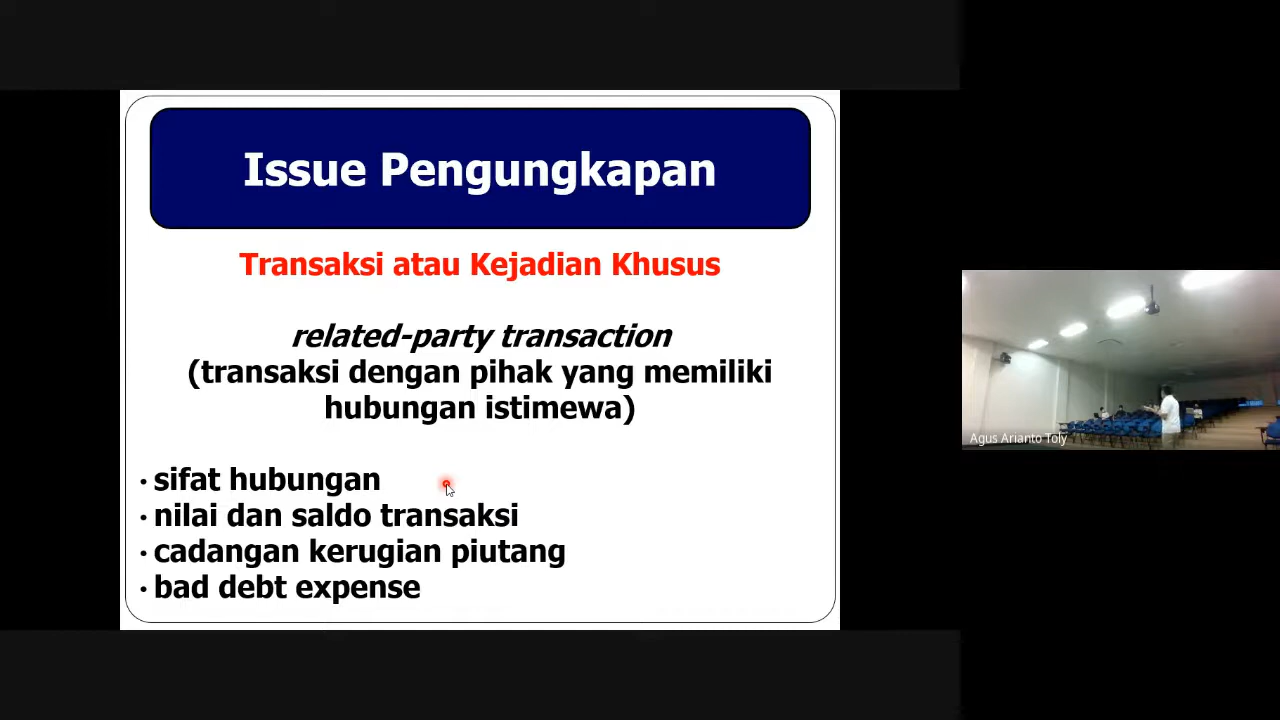 Issue Pengungkapan
Transaksi atau Kejadian Khusus
related-party transaction
(transaksi dengan pihak yang memiliki
hubungan istimewa)
• sifat hubungan
• nilai dan saldo transaksi
• cadangan kerugian piutang
• bad debt expense
Agus Arianto Toly